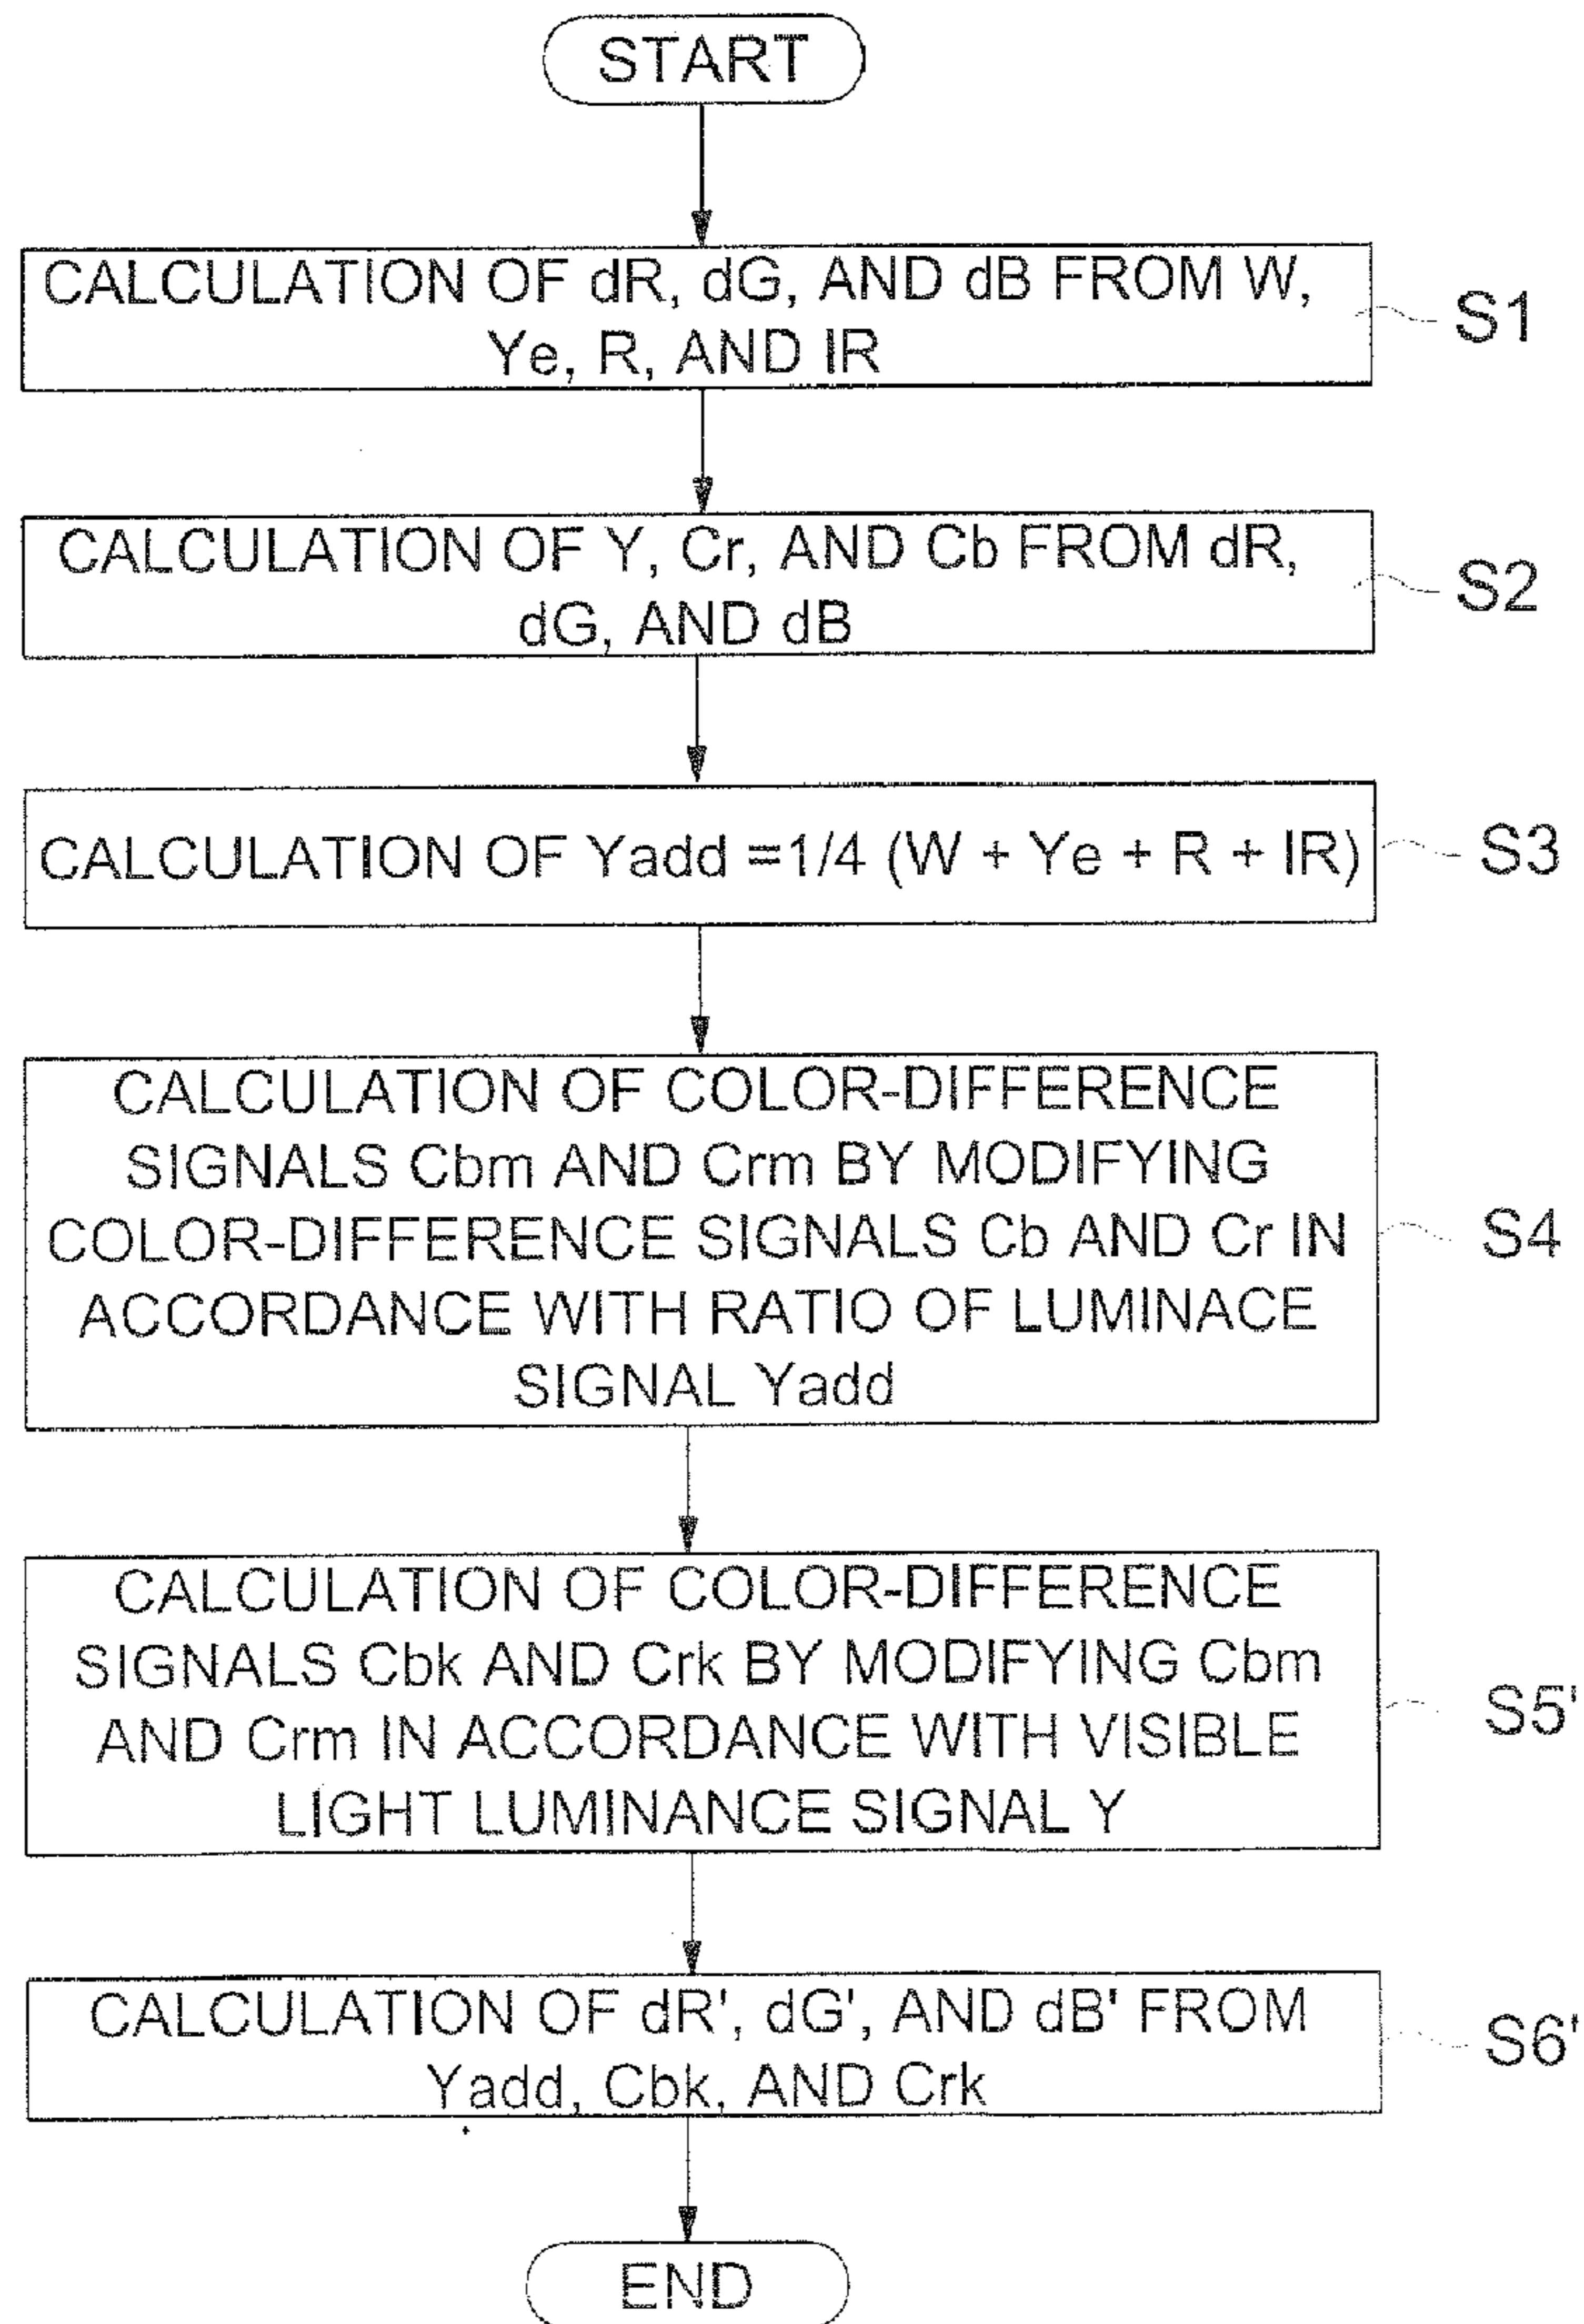 START
CALCULATION OF dR, dG, AND dB FROM W,
Ye, R, AND IR
S1
CALCULATION OF Y, Cr, AND Cb FROM dR,
dG, AND dB
S2
CALCULATION OF Yadd =1/4 (W + Ye + R + IR)
S3
CALCULATION OF COLOR-DIFFERENCE
SIGNALS Cbm AND Crm BY MODIFYING
COLOR-DIFFERENCE SIGNALS Cb AND Cr IN
ACCORDANCE WITH RATIO OF LUMINACE
SIGNAL Yadd
S4
CALCULATION OF COLOR-DIFFERENCE
SIGNALS Cbk AND Crk BY MODIFYING Cbm
AND Crm IN ACCORDANCE WITH VISIBLE
LIGHT LUMINANCE SIGNAL Y
S5'
CALCULATION OF dR', dG', AND dB' FROM
Yadd, Cbk, AND Crk
S6'
END